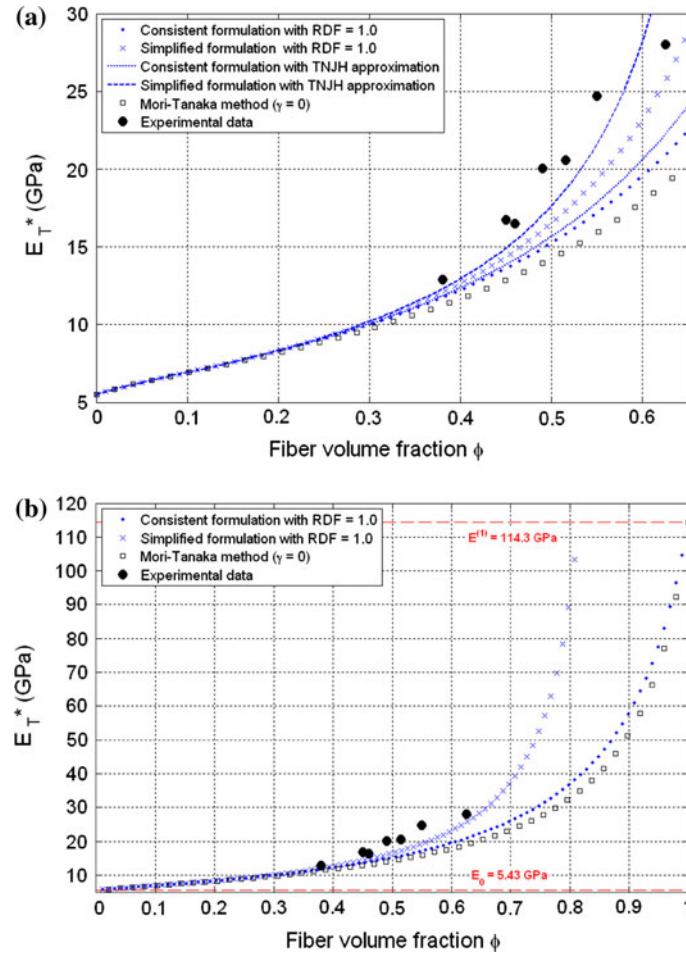 (a)
30
25
20
15
10
5
E_T* (GPa)
Consistent formulation with RDF = 1.0
Simplified formulation with RDF = 1.0
Consistent formulation with TNJH approximation
Simplified formulation with TNJH approximation
Mori-Tanaka method (γ = 0)
Experimental data
0 0.1 0.2 0.3 0.4 0.5 0.6
Fiber volume fraction ϕ
(b)
120
110
100
90
80
70
60
50
40
30
20
10
E_T* (GPa)
Consistent formulation with RDF = 1.0
Simplified formulation with RDF = 1.0
Mori-Tanaka method (γ = 0)
Experimental data
E^(1) = 114.3 GPa
E_0 = 5.43 GPa
0 0.1 0.2 0.3 0.4 0.5 0.6 0.7 0.8 0.9
Fiber volume fraction ϕ